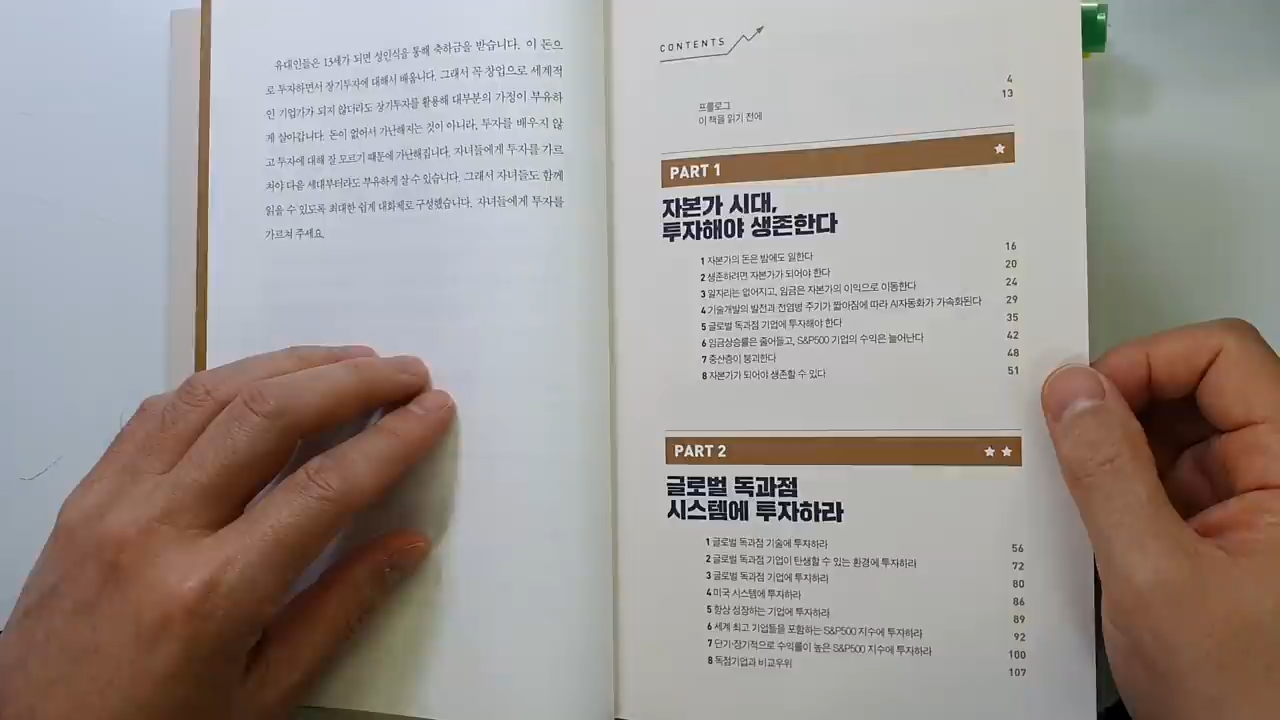 유대인들은 13세가 되면 성인식을 통해 축하금을 받습니다. 이 돈으
로 투자하면서 장기투자에 대해서 배웁니다. 그래서 꼭 창업으로 세계적
인 기업가가 되지 않더라도 장기투자를 활용해 대부분의 가정이 부유하
게 살아갑니다. 돈이 없어서 가난해지는 것이 아니라, 투자를 배우지 않
고 투자에 대해 잘 모르기 때문에 가난해집니다. 자녀들에게 투자를 가르
쳐야 다음 세대부터라도 부유하게 살 수 있습니다. 그래서 자녀들도 함께
읽을 수 있도록 최대한 쉽게 대화체로 구성했습니다. 자녀들에게 투자를
가르쳐 주세요.
CONTENTS
프롤로그 4
이 책을 읽기 전에 13
PART 1 ★
자본가 시대,
투자해야 생존한다
1 자본가의 돈은 밤에도 일한다 16
2 생존하려면 자본가가 되어야 한다 20
3 일자리는 없어지고, 임금은 자본가의 이익으로 이동한다 24
4 기술개발의 발전과 전염병 주기가 짧아짐에 따라 AI자동화가 가속화된다 29
5 글로벌 독과점 기업에 투자해야 한다 35
6 임금상승률은 줄어들고, S&P500 기업의 수익은 늘어난다 42
7 중산층이 붕괴한다 48
8 자본가가 되어야 생존할 수 있다 51
PART 2 ★★
글로벌 독과점
시스템에 투자하라
1 글로벌 독과점 기술에 투자하라 56
2 글로벌 독과점 기업이 탄생할 수 있는 환경에 투자하라 72
3 글로벌 독과점 기업에 투자하라 80
4 미국 시스템에 투자하라 86
5 항상 성장하는 기업에 투자하라 89
6 세계 최고 기업들을 포함하는 S&P500 지수에 투자하라 92
7 단기·장기적으로 수익률이 높은 S&P500 지수에 투자하라 100
8 독점기업과 비교우위 107